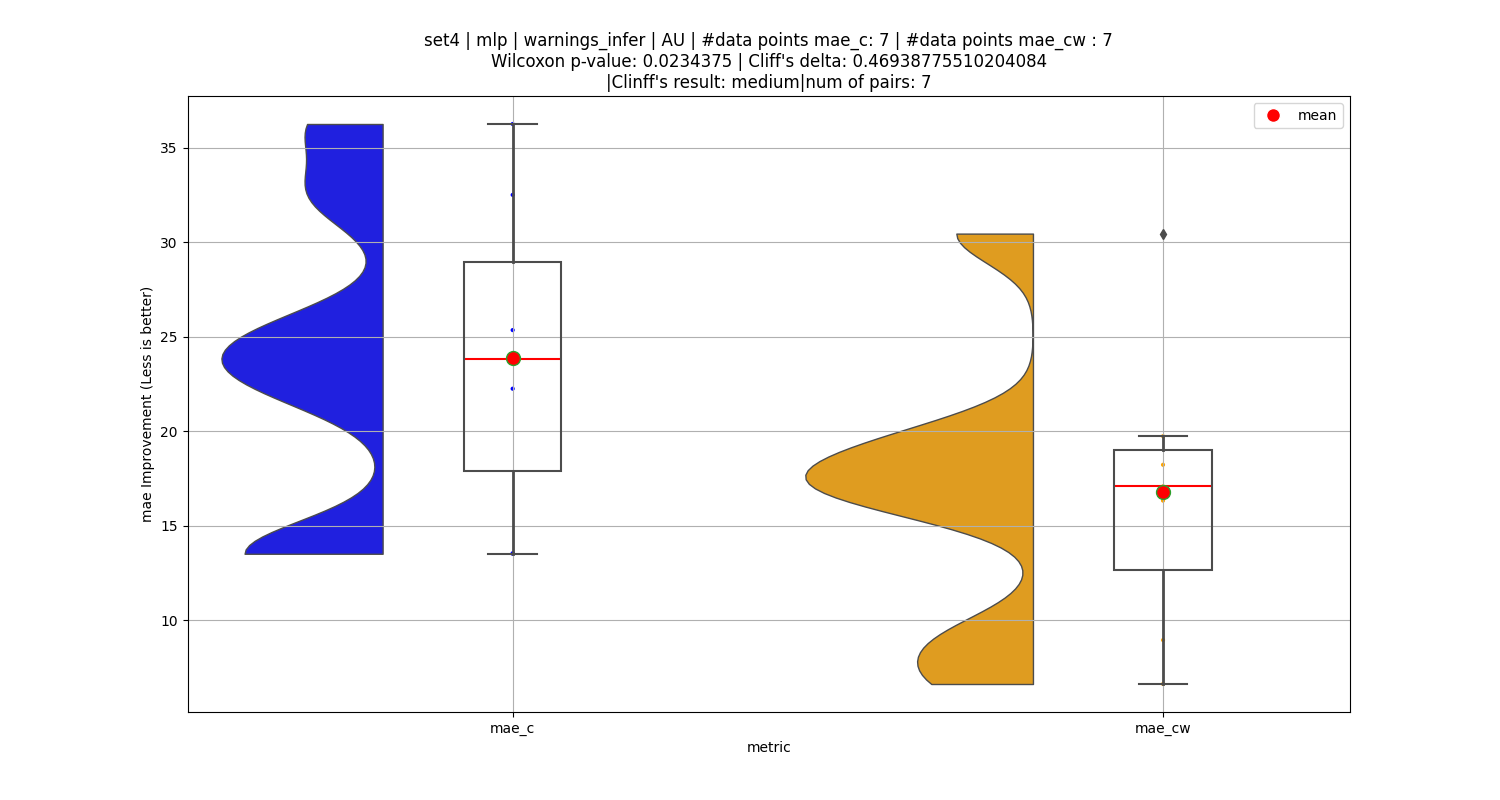 set4 | mlp | warnings_infer | AU | #data points mae_c: 7 | #data points mae_cw : 7
Wilcoxon p-value: 0.0234375 | Cliff's delta: 0.46938775510204084
|Clinff's result: medium|num of pairs: 7
mean
35
30
25
20
15
10
mae Improvement (Less is better)
mae_c
mae_cw
metric